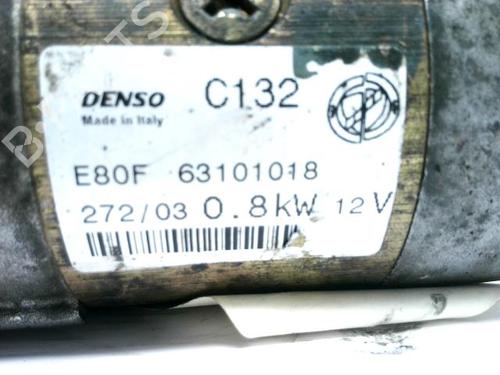 DENSO C132
Made in Italy
E80F 63101018
272/03 0.8kW 12V